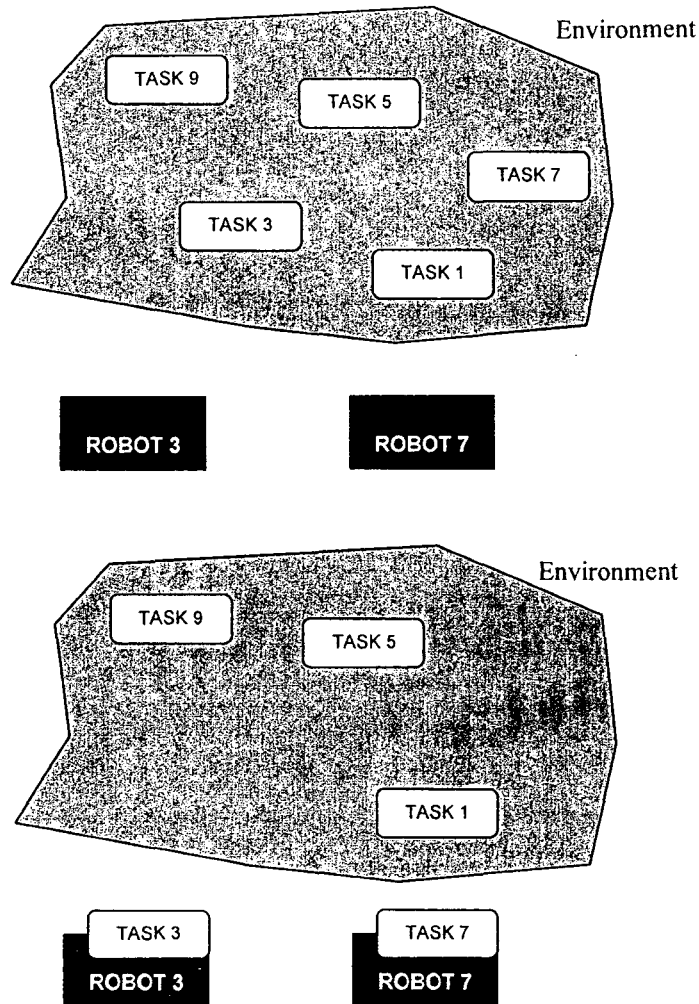 Environment
TASK 9
TASK 5
TASK 7
TASK 3
TASK 1
ROBOT 3
ROBOT 7
Environment
TASK 9
TASK 5
TASK 1
TASK 3
TASK 7
ROBOT 3
ROBOT 7